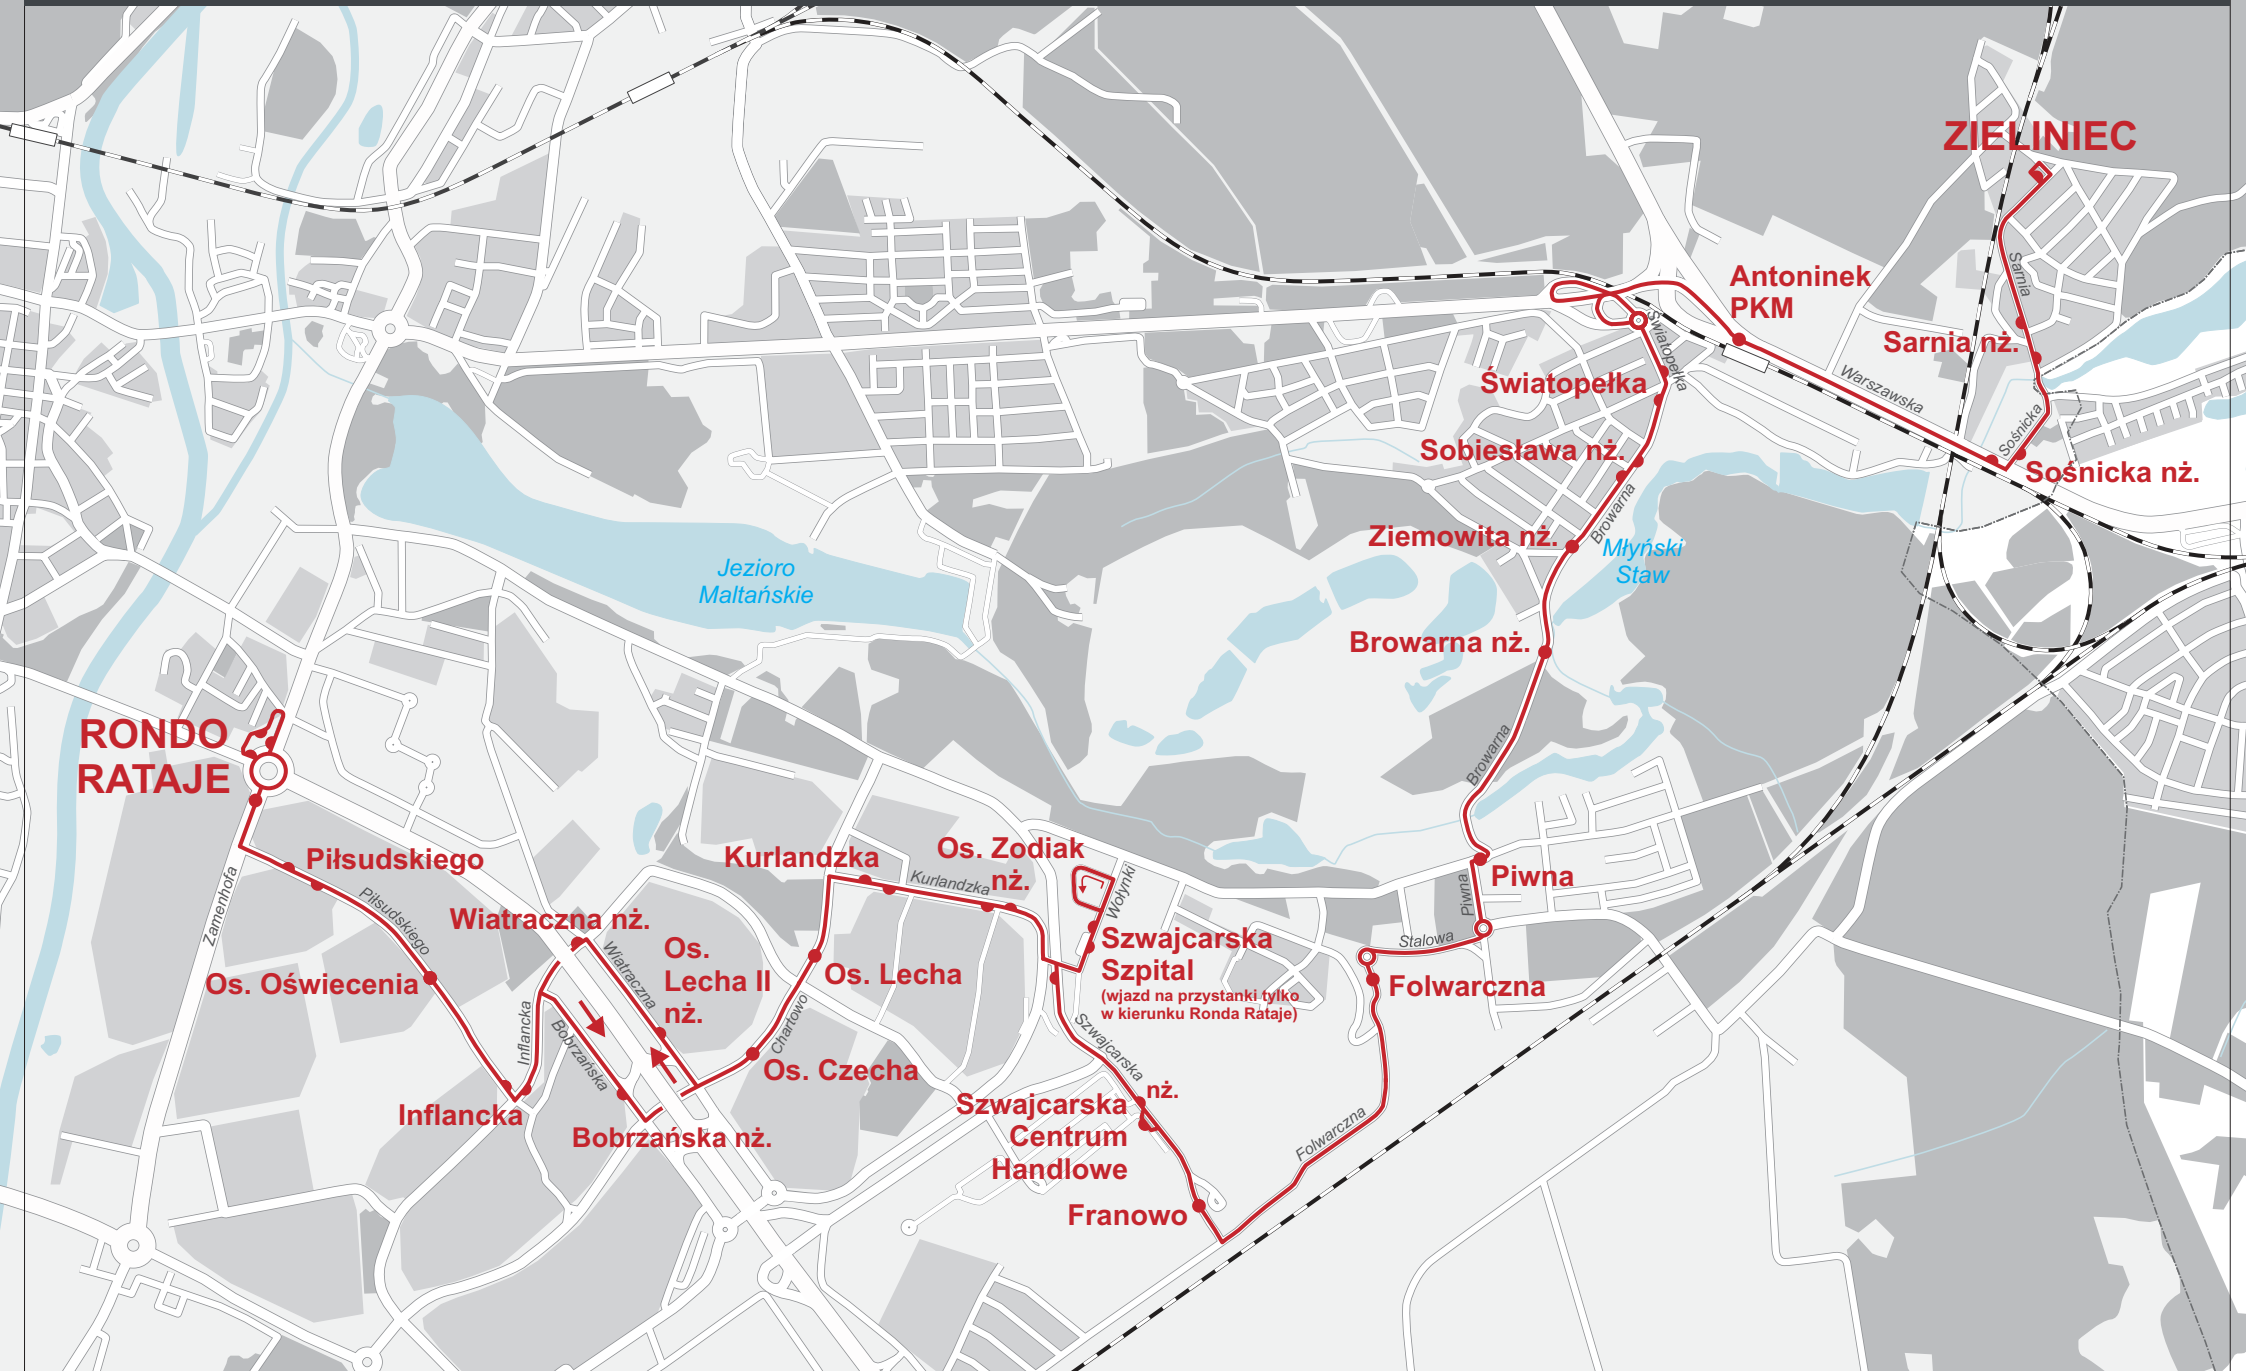 ZIELINIEC
Antoninek
PKM
Sarnia
Sarnia nż.
Światopełka
Światopełka
Warszawska
Sośnicka
Sośnicka nż.
Sobiesława nż.
Browarna
Ziemowita nż.
Młyński
Staw
Jezioro
Maltańskie
Browarna nż.
Browarna
RONDO
RATAJE
Piłsudskiego
Zamenhofa
Piłsudskiego
Kurlandzka
Kurlandzka
Os. Zodiak
nż.
Wołynki
Piwna
Piwna
Wiatraczna nż.
Wiatraczna
Os.
Lecha II
nż.
Os. Lecha
Szwajcarska
Szpital
(wjazd na przystanki tylko
w kierunku Ronda Rataje)
Stalowa
Folwarczna
Os. Oświecenia
Inflancka
Bobrzańska
Chartowo
Os. Czecha
Szwajcarska
nż.
Szwajcarska
Centrum
Handlowe
Inflancka
Bobrzańska nż.
Folwarczna
Franowo